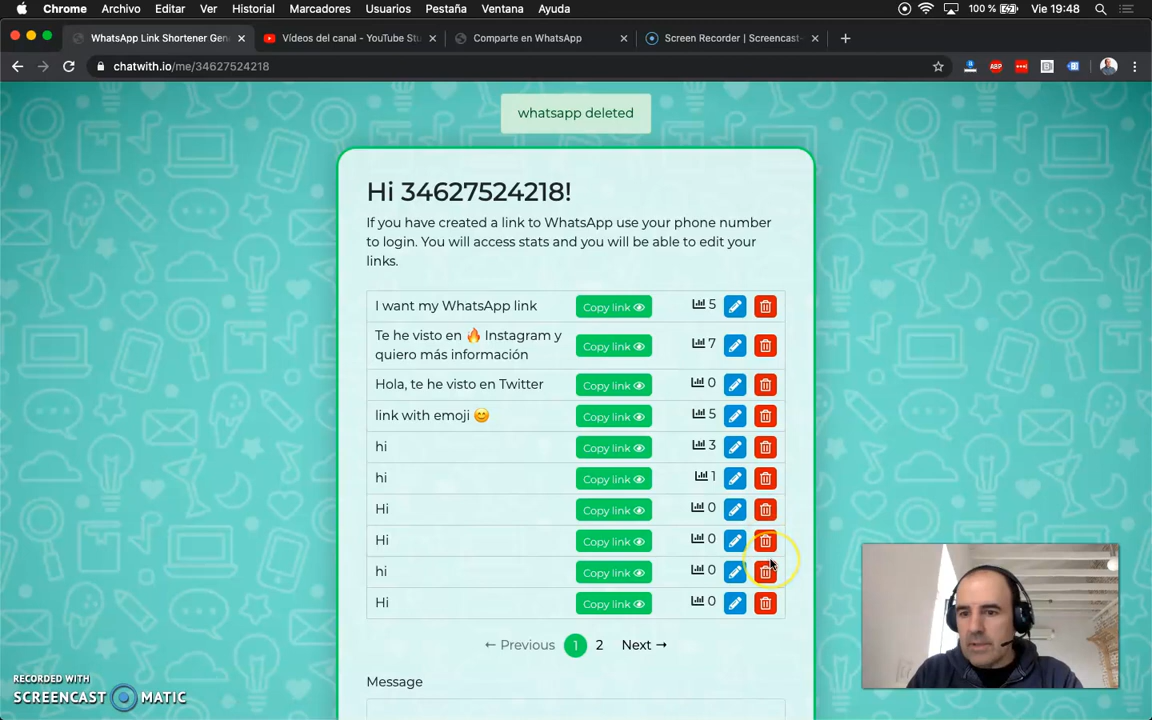 Chrome Archivo Editar Ver Historial Marcadores Usuarios Pestaña Ventana Ayuda 100 % Vie 19:48
WhatsApp Link Shortener Gen Vídeos del canal - YouTube Stu Comparte en WhatsApp Screen Recorder | Screencast-
chatwith.io/me/34627524218
whatsapp deleted
Hi 34627524218!
If you have created a link to WhatsApp use your phone number
to login. You will access stats and you will be able to edit your
links.
I want my WhatsApp link Copy link 5
Te he visto en 🔥 Instagram y
quiero más información Copy link 7
Hola, te he visto en Twitter Copy link 0
link with emoji 😊 Copy link 5
hi Copy link 3
hi Copy link 1
Hi Copy link 0
Hi Copy link 0
hi Copy link 0
Hi Copy link 0
← Previous 1 2 Next →
Message
RECORDED WITH
SCREENCAST MATIC